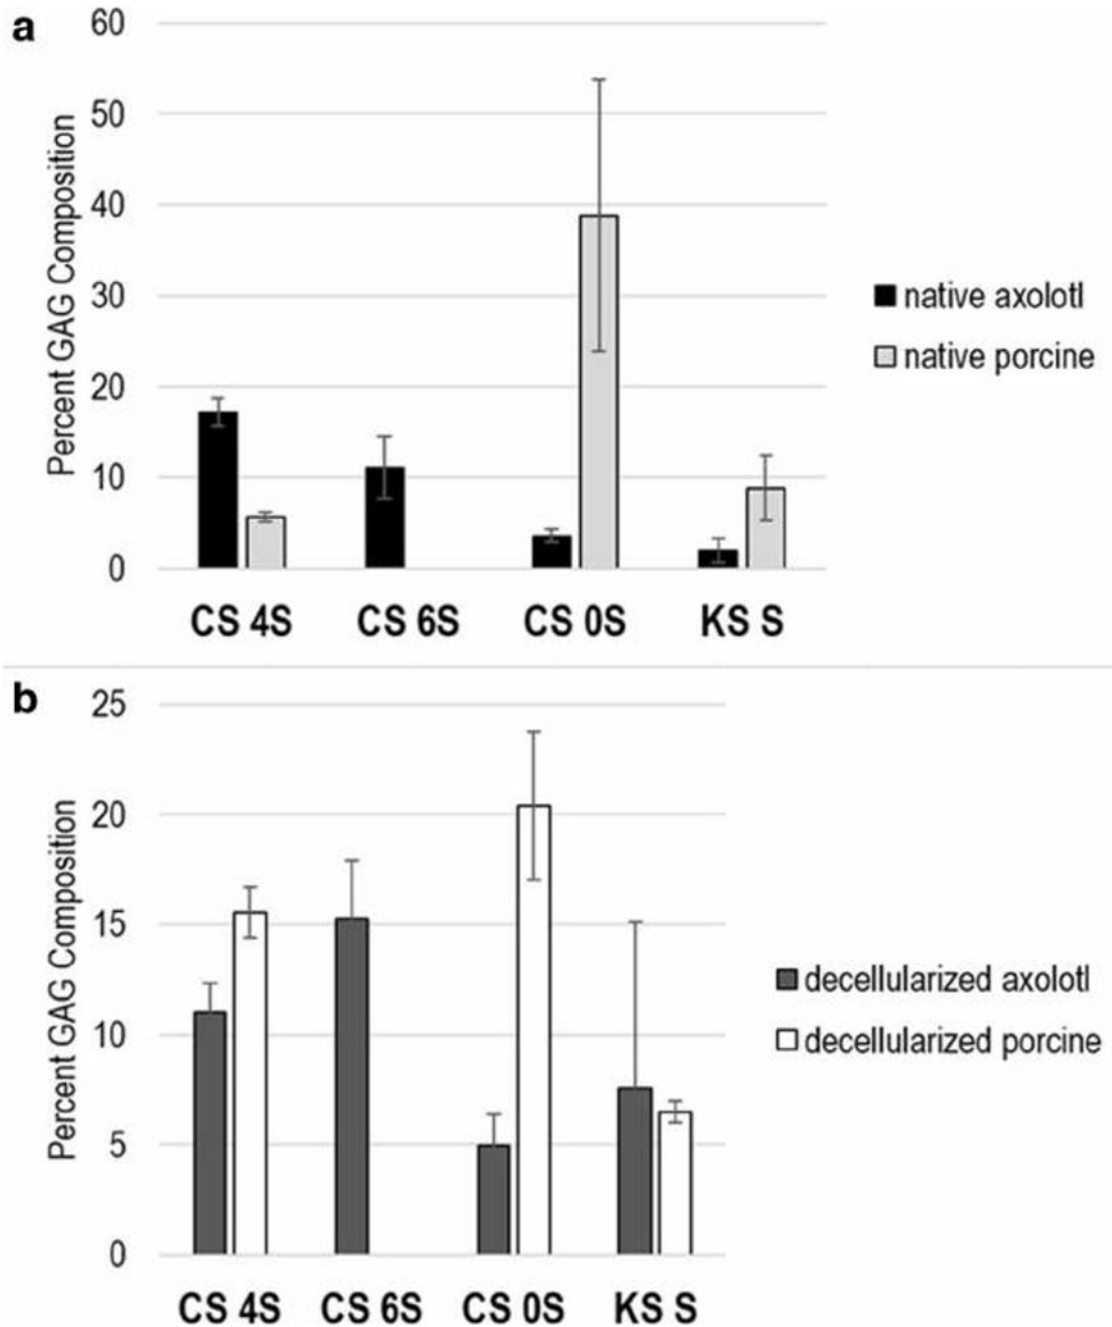 a
Percent GAG Composition
60
50
40
30
20
10
0
CS 4S CS 6S CS 0S KS S
native axolotl
native porcine
b
Percent GAG Composition
25
20
15
10
5
0
CS 4S CS 6S CS 0S KS S
decellularized axolotl
decellularized porcine